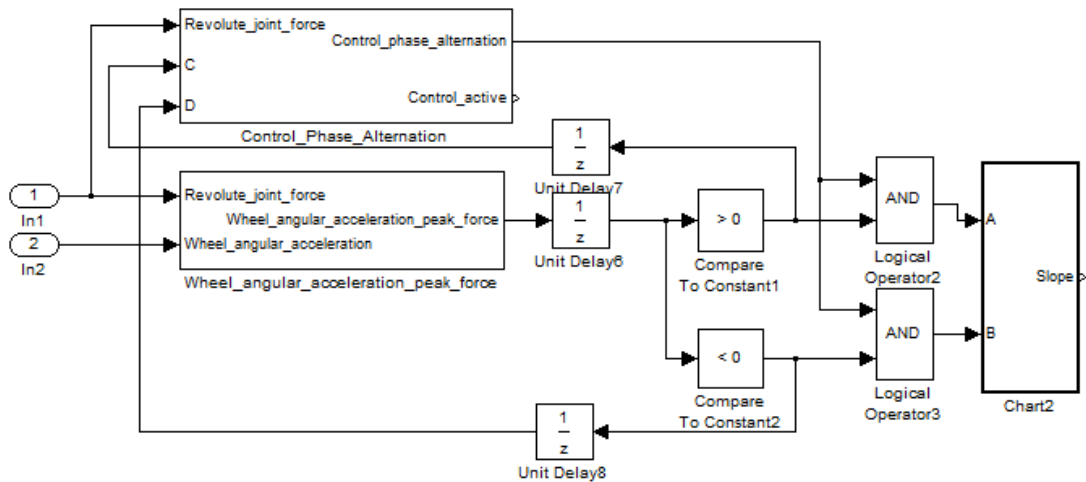 Revolute_joint_force
Control_phase_alternation
C
Control_active
D
Control_Phase_Alternation
1
z
Unit Delay7
1
In1
2
In2
Revolute_joint_force
Wheel_angular_acceleration_peak_force
Wheel_angular_acceleration
Wheel_angular_acceleration_peak_force
1
z
Unit Delay6
> 0
Compare
To Constant1
AND
Logical
Operator2
A
Slope
B
Chart2
< 0
Compare
To Constant2
AND
Logical
Operator3
1
z
Unit Delay8